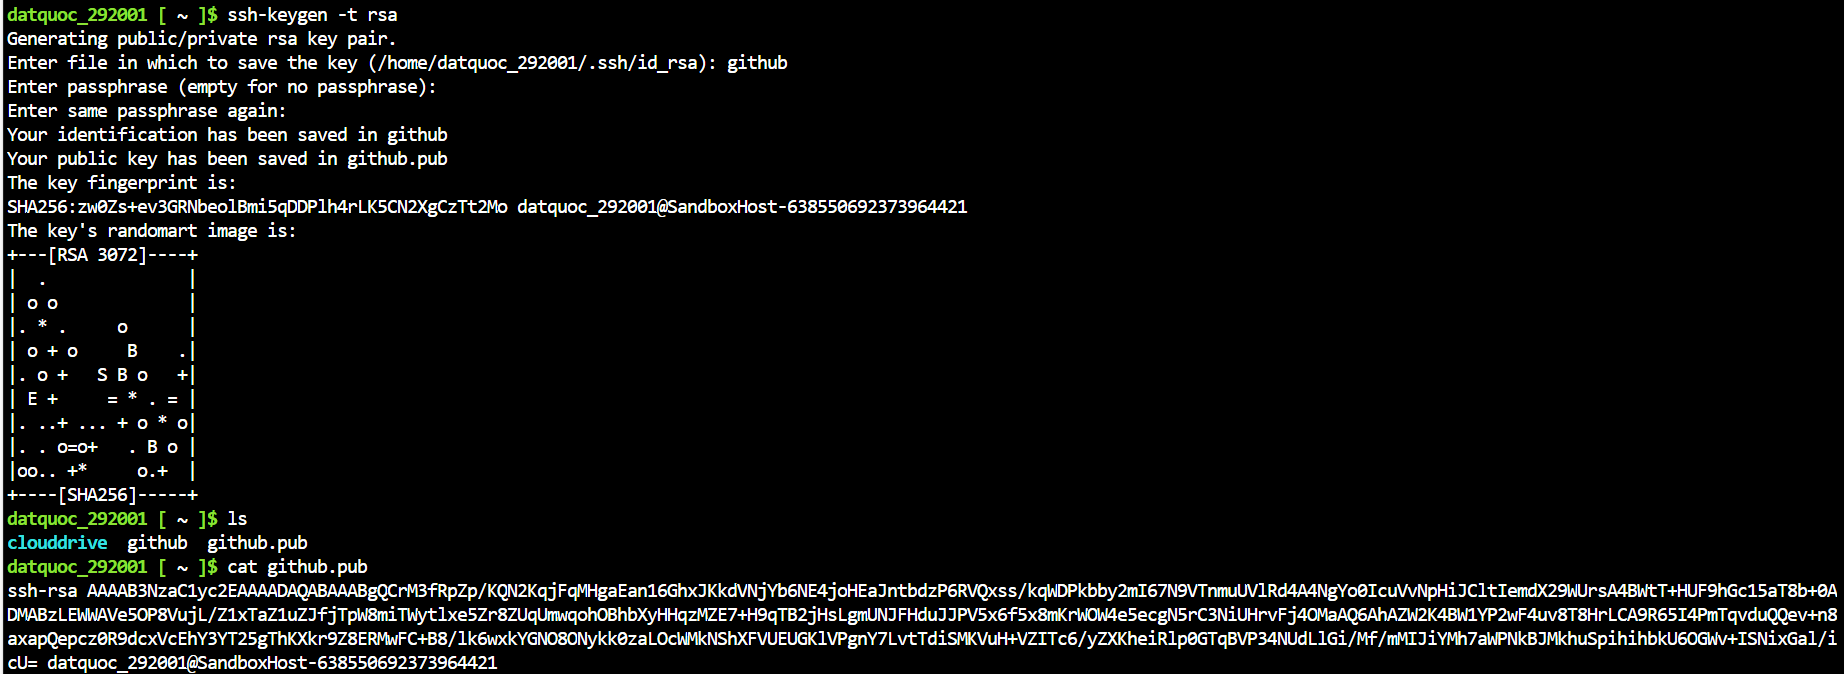 datquoc_292001 [ ~ ]$ ssh-keygen -t rsa
Generating public/private rsa key pair.
Enter file in which to save the key (/home/datquoc_292001/.ssh/id_rsa): github
Enter passphrase (empty for no passphrase):
Enter same passphrase again:
Your identification has been saved in github
Your public key has been saved in github.pub
The key fingerprint is:
SHA256:zw0Zs+ev3GRNbeolBmi5qDDPlh4rLK5CN2XgCzTt2Mo datquoc_292001@SandboxHost-638550692373964421
The key's randomart image is:
+---[RSA 3072]----+
|  .              |
| o o             |
|. * .     o      |
| o + o     B    .|
|. o +   S B o   +|
| E +     = * . = |
|. ..+ ... + o * o|
|. . o=o+   . B o |
|oo.. +*     o.+  |
+----[SHA256]-----+
datquoc_292001 [ ~ ]$ ls
clouddrive  github  github.pub
datquoc_292001 [ ~ ]$ cat github.pub
ssh-rsa AAAAB3NzaC1yc2EAAAADAQABAAABgQCrM3fRpZp/KQN2KqjFqMHgaEan16GhxJKkdVNjYb6NE4joHEaJntbdzP6RVQxss/kqWDPkbby2mI67N9VTnmuUVlRd4A4NgYo0IcuVvNpHiJCltIemdX29WUrsA4BWtT+HUF9hGc15aT8b+0A
DMABzLEWWAVe5OP8VujL/Z1xTaZ1uZJfjTpW8miTWytlxe5Zr8ZUqUmwqohOBhbXyHHqzMZE7+H9qTB2jHsLgmUNJFHduJJPV5x6f5x8mKrWOW4e5ecgN5rC3NiUHrvFj4OMaAQ6AhAZW2K4BW1YP2wF4uv8T8HrLCA9R65I4PmTqvduQQev+n8
axapQepcz0R9dcxVcEhY3YT25gThKXkr9Z8ERMwFC+B8/lk6wxkYGNO8ONykk0zaLOcWMkNShXFVUEUGKlVPgnY7LvtTdiSMKVuH+VZITc6/yZXKheiRlp0GTqBVP34NUdLlGi/Mf/mMIJiYMh7aWPNkBJMkhuSpihihbkU6OGWv+ISNixGal/i
cU= datquoc_292001@SandboxHost-638550692373964421